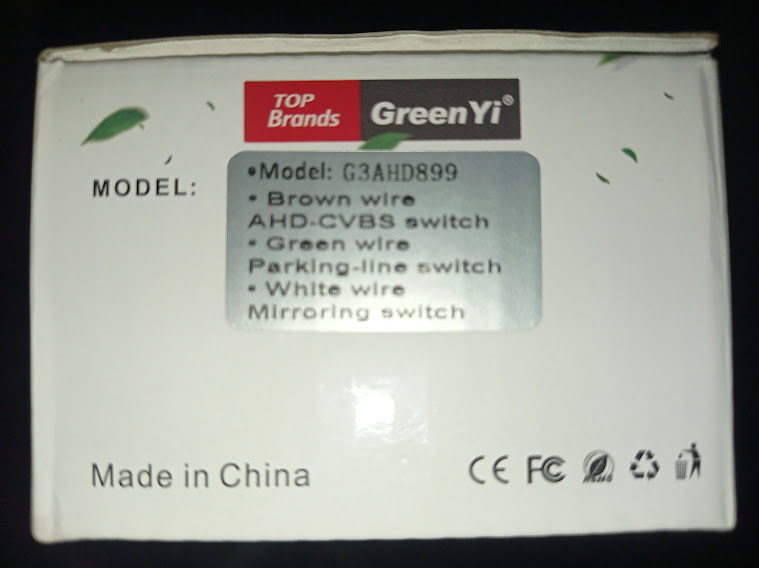 TOP Brands GreenYi®
MODEL:
•Model: G3AHD899
• Brown wire
AHD-CVBS switch
• Green wire
Parking-line switch
• White wire
Mirroring switch
Made in China
CE FC